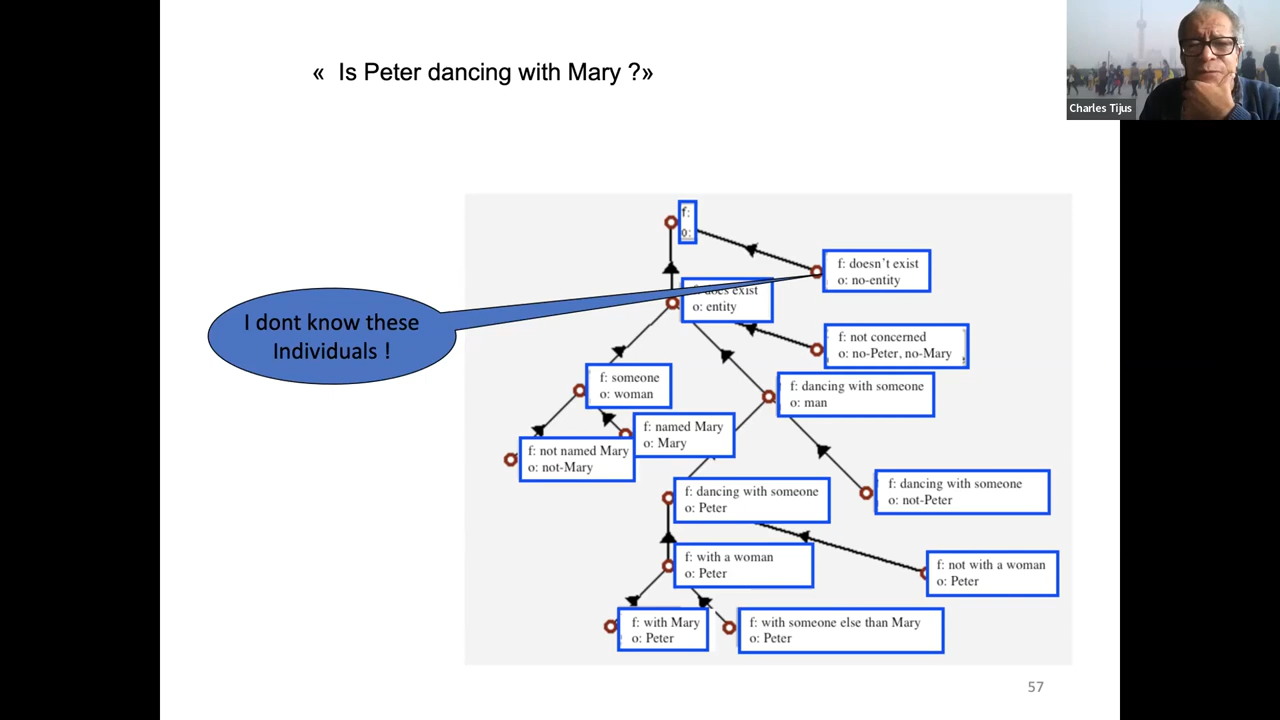 « Is Peter dancing with Mary ?»
Charles Tijus
f:
o:
f: doesn't exist
o: no-entity
f: does exist
o: entity
I dont know these
Individuals !
f: not concerned
o: no-Peter, no-Mary
f: someone
o: woman
f: dancing with someone
o: man
f: named Mary
o: Mary
f: not named Mary
o: not-Mary
f: dancing with someone
o: Peter
f: dancing with someone
o: not-Peter
f: with a woman
o: Peter
f: not with a woman
o: Peter
f: with Mary
o: Peter
f: with someone else than Mary
o: Peter
57